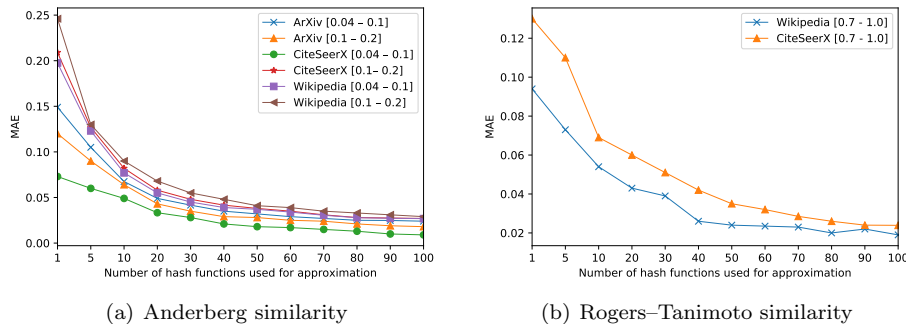 0.25
0.20
0.15
0.10
0.05
0.00
MAE
ArXiv [0.04 – 0.1]
ArXiv [0.1 – 0.2]
CiteSeerX [0.04 – 0.1]
CiteSeerX [0.1– 0.2]
Wikipedia [0.04 – 0.1]
Wikipedia [0.1 – 0.2]
1 5 10 20 30 40 50 60 70 80 90 100
Number of hash functions used for approximation
(a) Anderberg similarity
0.12
0.10
0.08
0.06
0.04
0.02
MAE
Wikipedia [0.7 - 1.0]
CiteSeerX [0.7 - 1.0]
1 5 10 20 30 40 50 60 70 80 90 100
Number of hash functions used for approximation
(b) Rogers–Tanimoto similarity